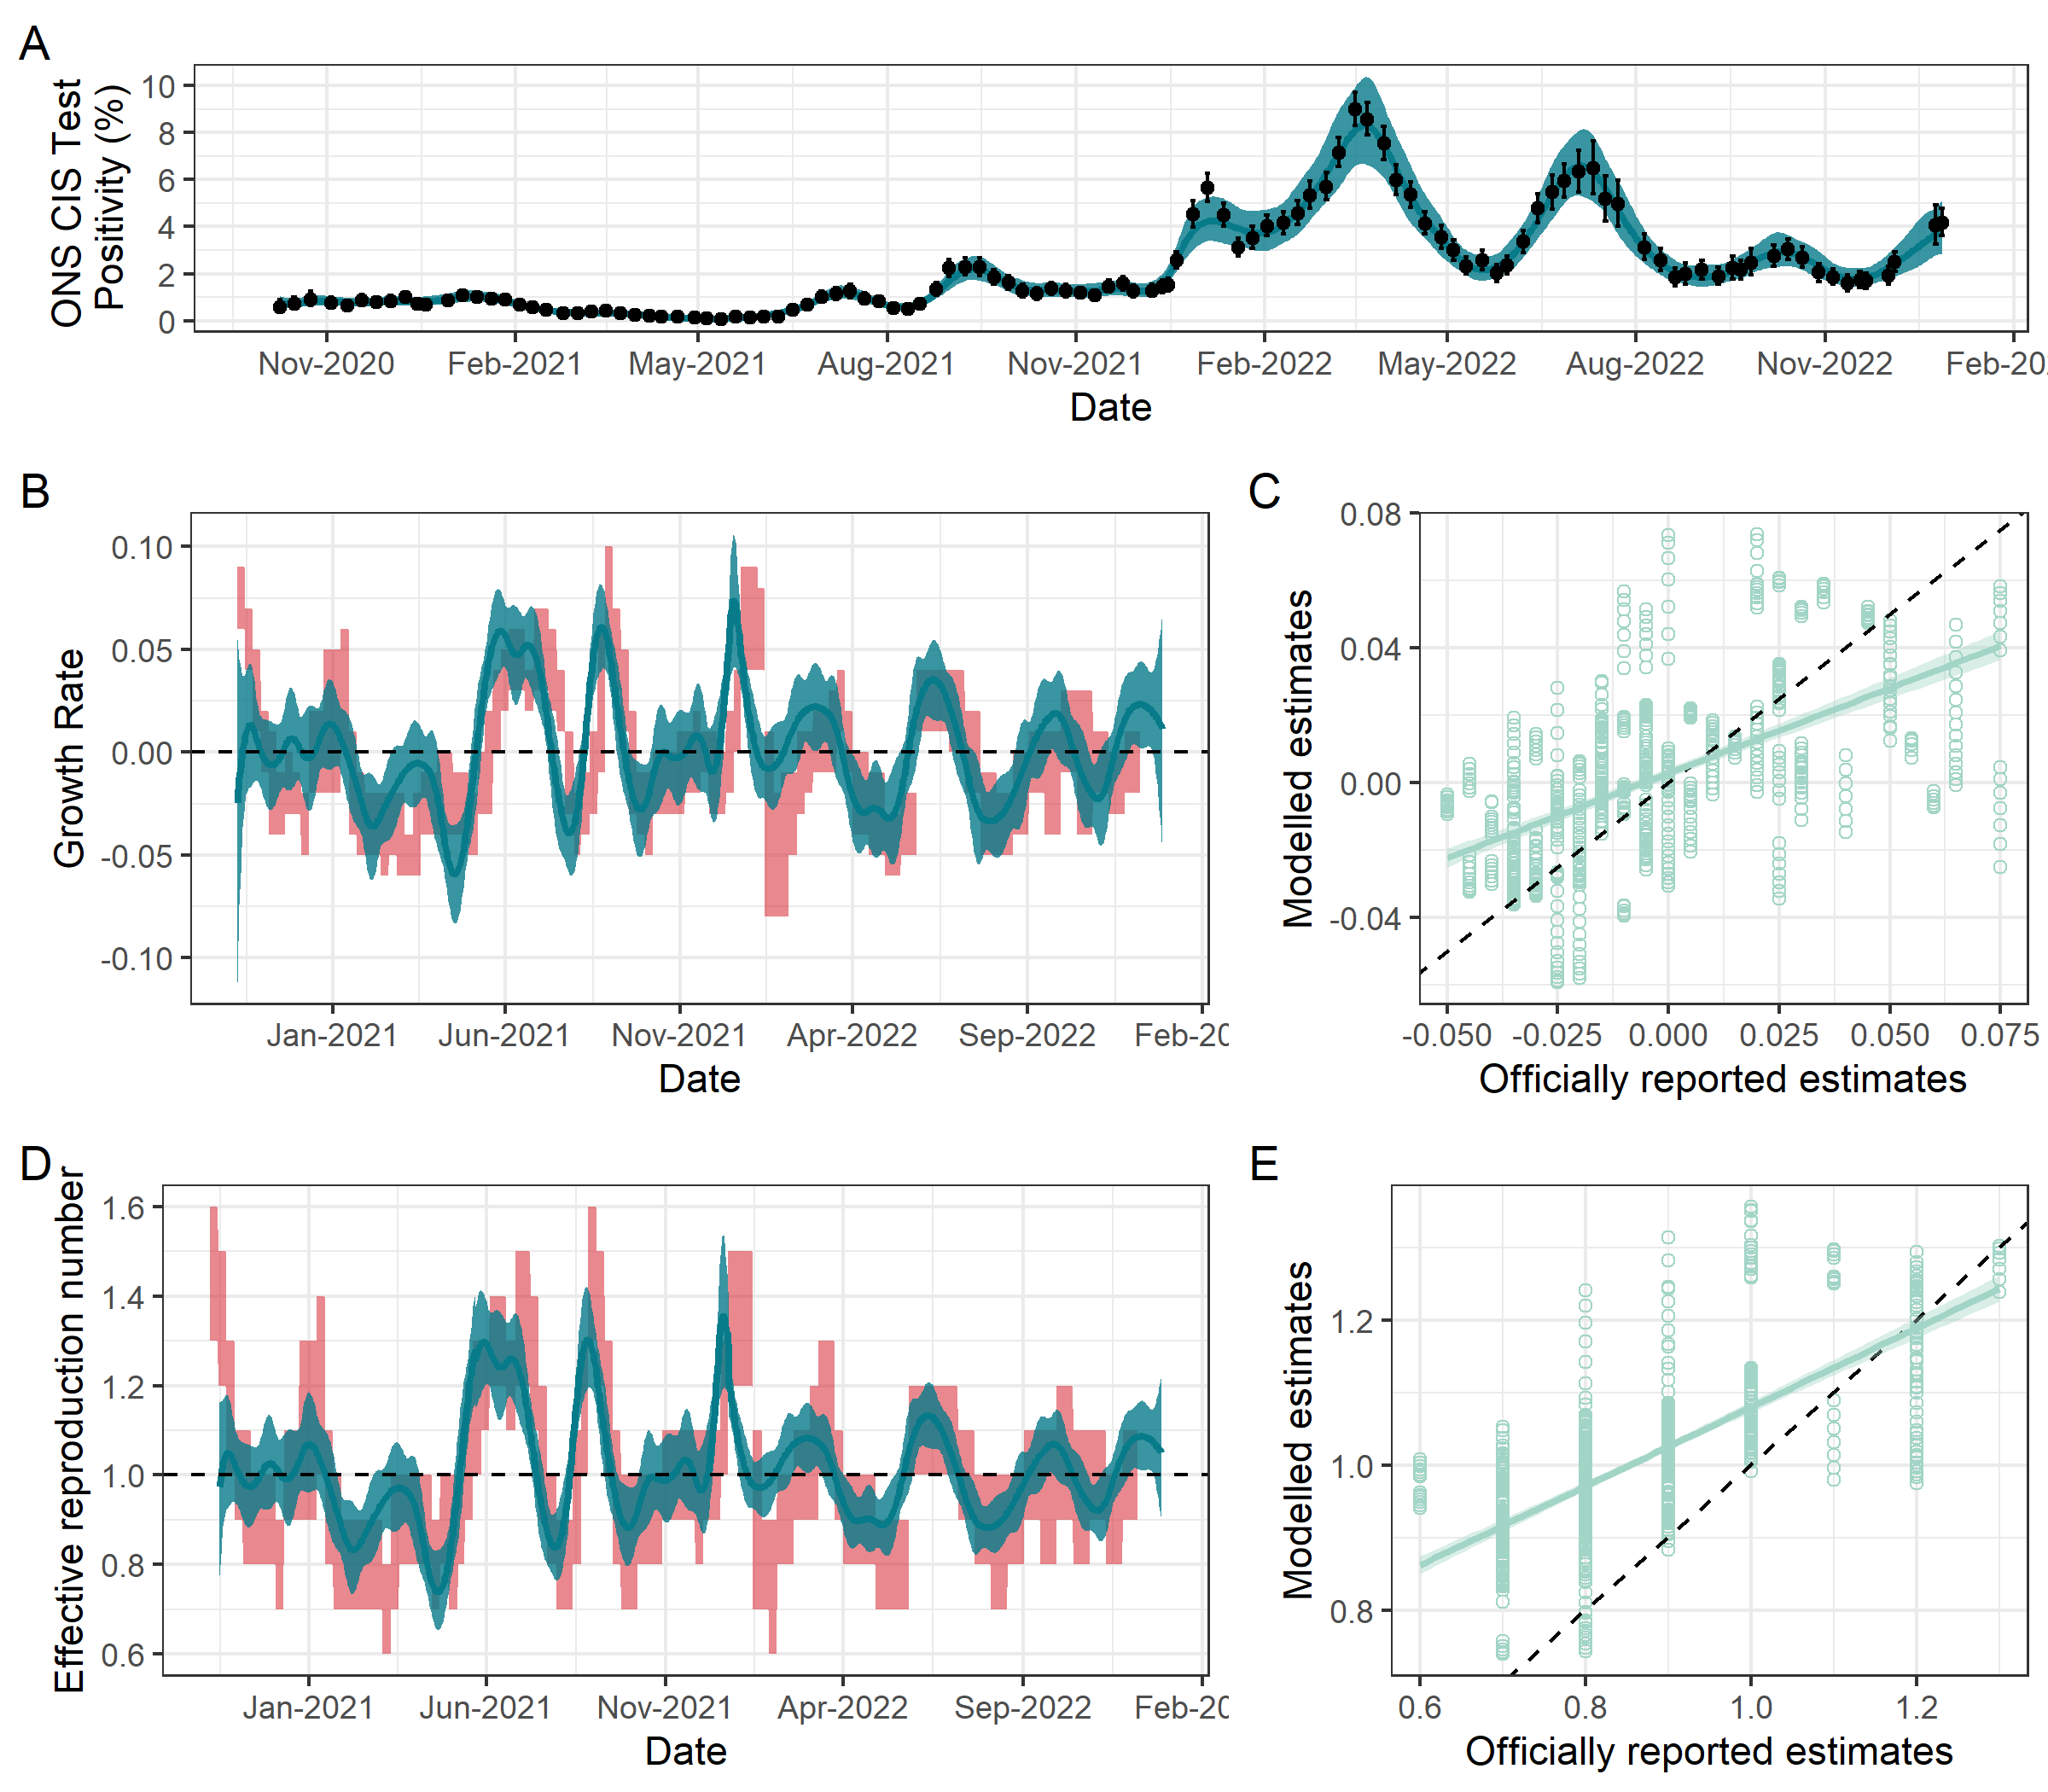 A
ONS CIS Test
Positivity (%)
10
8
6
4
2
0
Nov-2020 Feb-2021 May-2021 Aug-2021 Nov-2021 Feb-2022 May-2022 Aug-2022 Nov-2022 Feb-20
Date
B
Growth Rate
0.10
0.05
0.00
-0.05
-0.10
Jan-2021 Jun-2021 Nov-2021 Apr-2022 Sep-2022 Feb-20
Date
C
Modelled estimates
0.08
0.04
0.00
-0.04
-0.050 -0.025 0.000 0.025 0.050 0.075
Officially reported estimates
D
Effective reproduction number
1.6
1.4
1.2
1.0
0.8
0.6
Jan-2021 Jun-2021 Nov-2021 Apr-2022 Sep-2022 Feb-20
Date
E
Modelled estimates
1.2
1.0
0.8
0.6 0.8 1.0 1.2
Officially reported estimates